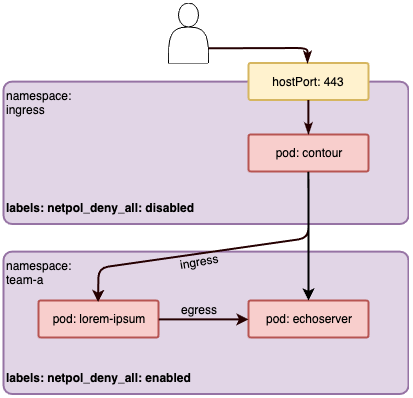 hostPort: 443
namespace:
ingress
pod: contour
labels: netpol_deny_all: disabled
ingress
namespace:
team-a
egress
pod: lorem-ipsum
pod: echoserver
labels: netpol_deny_all: enabled